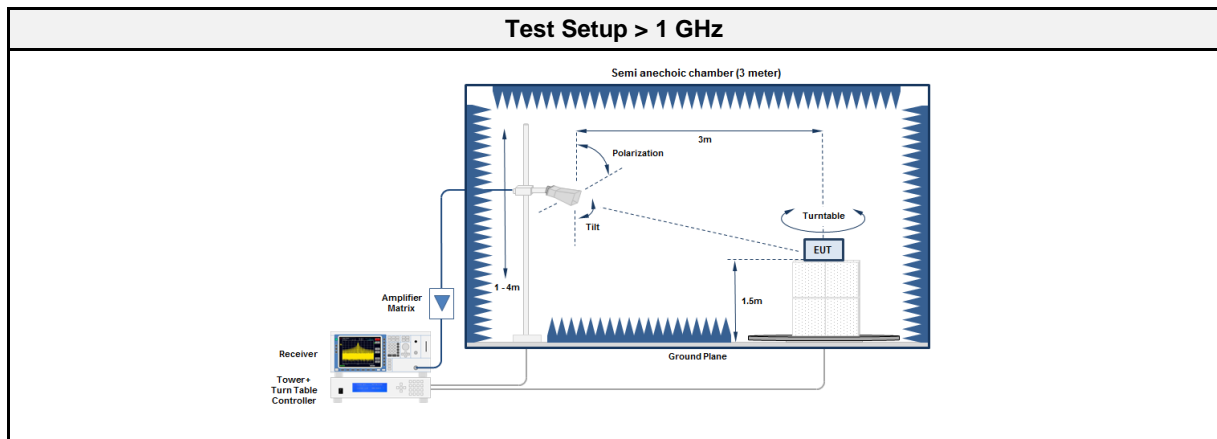 Test Setup > 1 GHz
Semi anechoic chamber (3 meter)
3m
Polarization
Turntable
Tilt
EUT
1 - 4m
1.5m
Amplifier
Matrix
Receiver
Ground Plane
Tower+
Turn Table
Controller